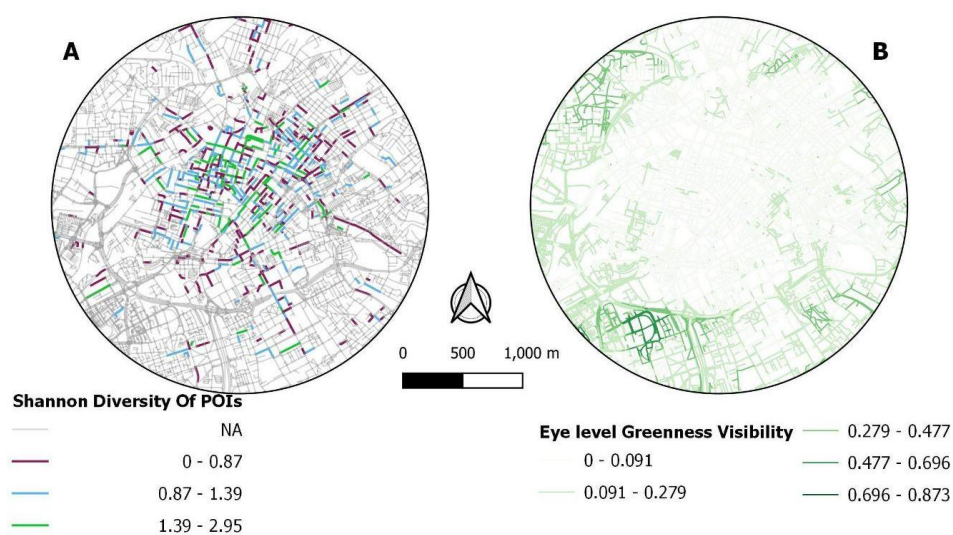 A
B
0 500 1,000 m
Shannon Diversity Of POIs
NA
0 - 0.87
0.87 - 1.39
1.39 - 2.95
Eye level Greenness Visibility
0 - 0.091
0.091 - 0.279
0.279 - 0.477
0.477 - 0.696
0.696 - 0.873